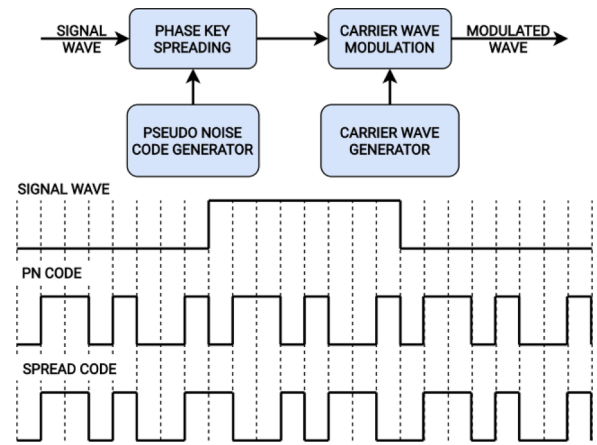 SIGNAL
WAVE
PHASE KEY
SPREADING
CARRIER WAVE
MODULATION
MODULATED
WAVE
PSEUDO NOISE
CODE GENERATOR
CARRIER WAVE
GENERATOR
SIGNAL WAVE
PN CODE
SPREAD CODE